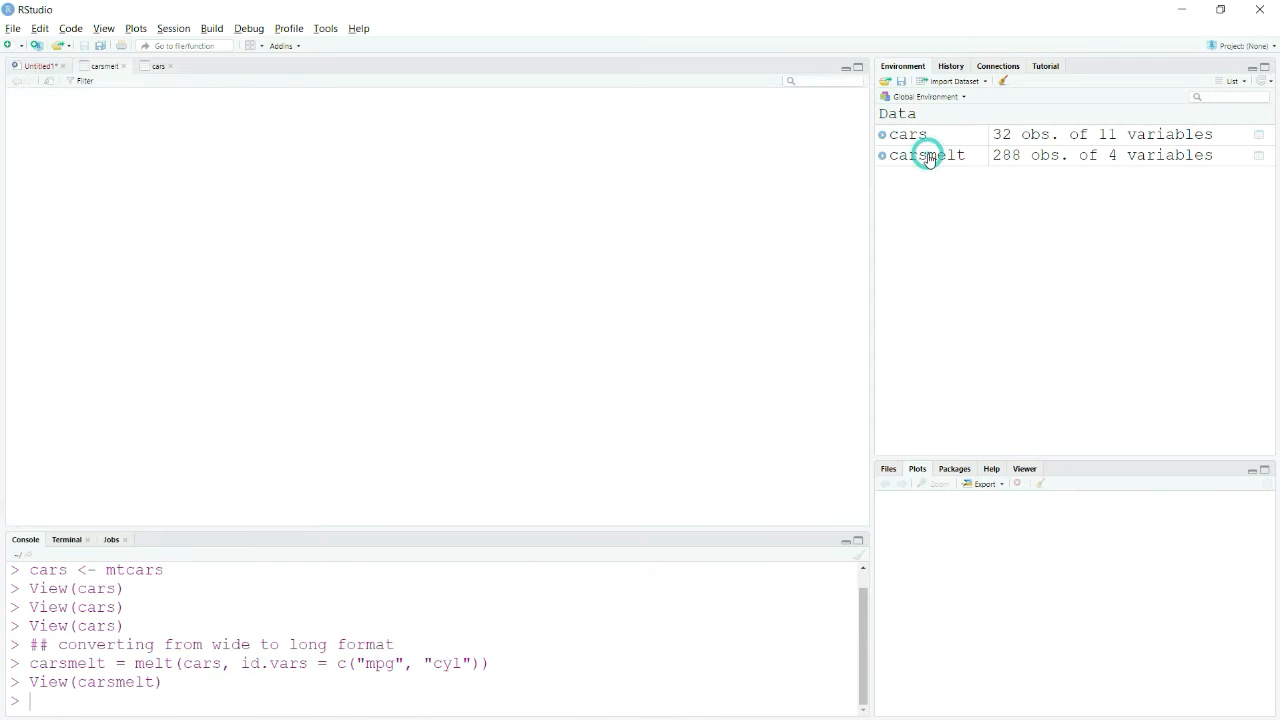 RStudio
File Edit Code View Plots Session Build Debug Profile Tools Help
Go to file/function Addins Project: (None)
Untitled1* carsmelt cars
Filter
Environment History Connections Tutorial
Import Dataset List
Global Environment
Data
cars 32 obs. of 11 variables
carsmelt 288 obs. of 4 variables
Files Plots Packages Help Viewer
Zoom Export
Console Terminal Jobs
~/
> cars <- mtcars
> View(cars)
> View(cars)
> View(cars)
> ## converting from wide to long format
> carsmelt = melt(cars, id.vars = c("mpg", "cyl"))
> View(carsmelt)
>